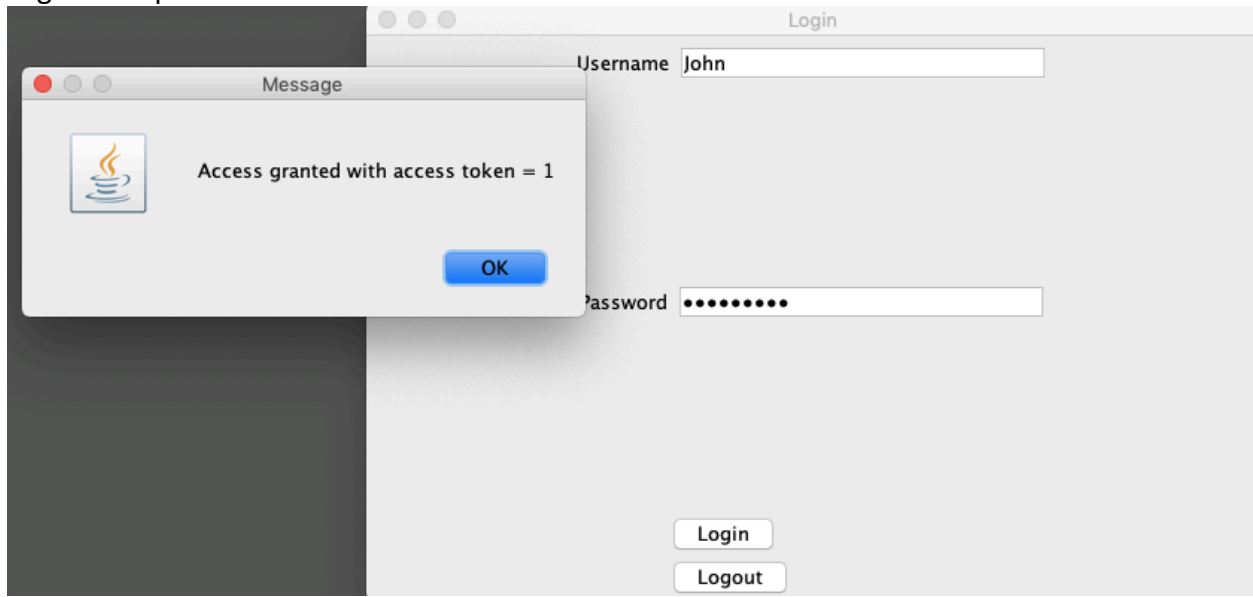 Login
Username John
Message
Access granted with access token = 1
OK
Password •••••••••
Login
Logout